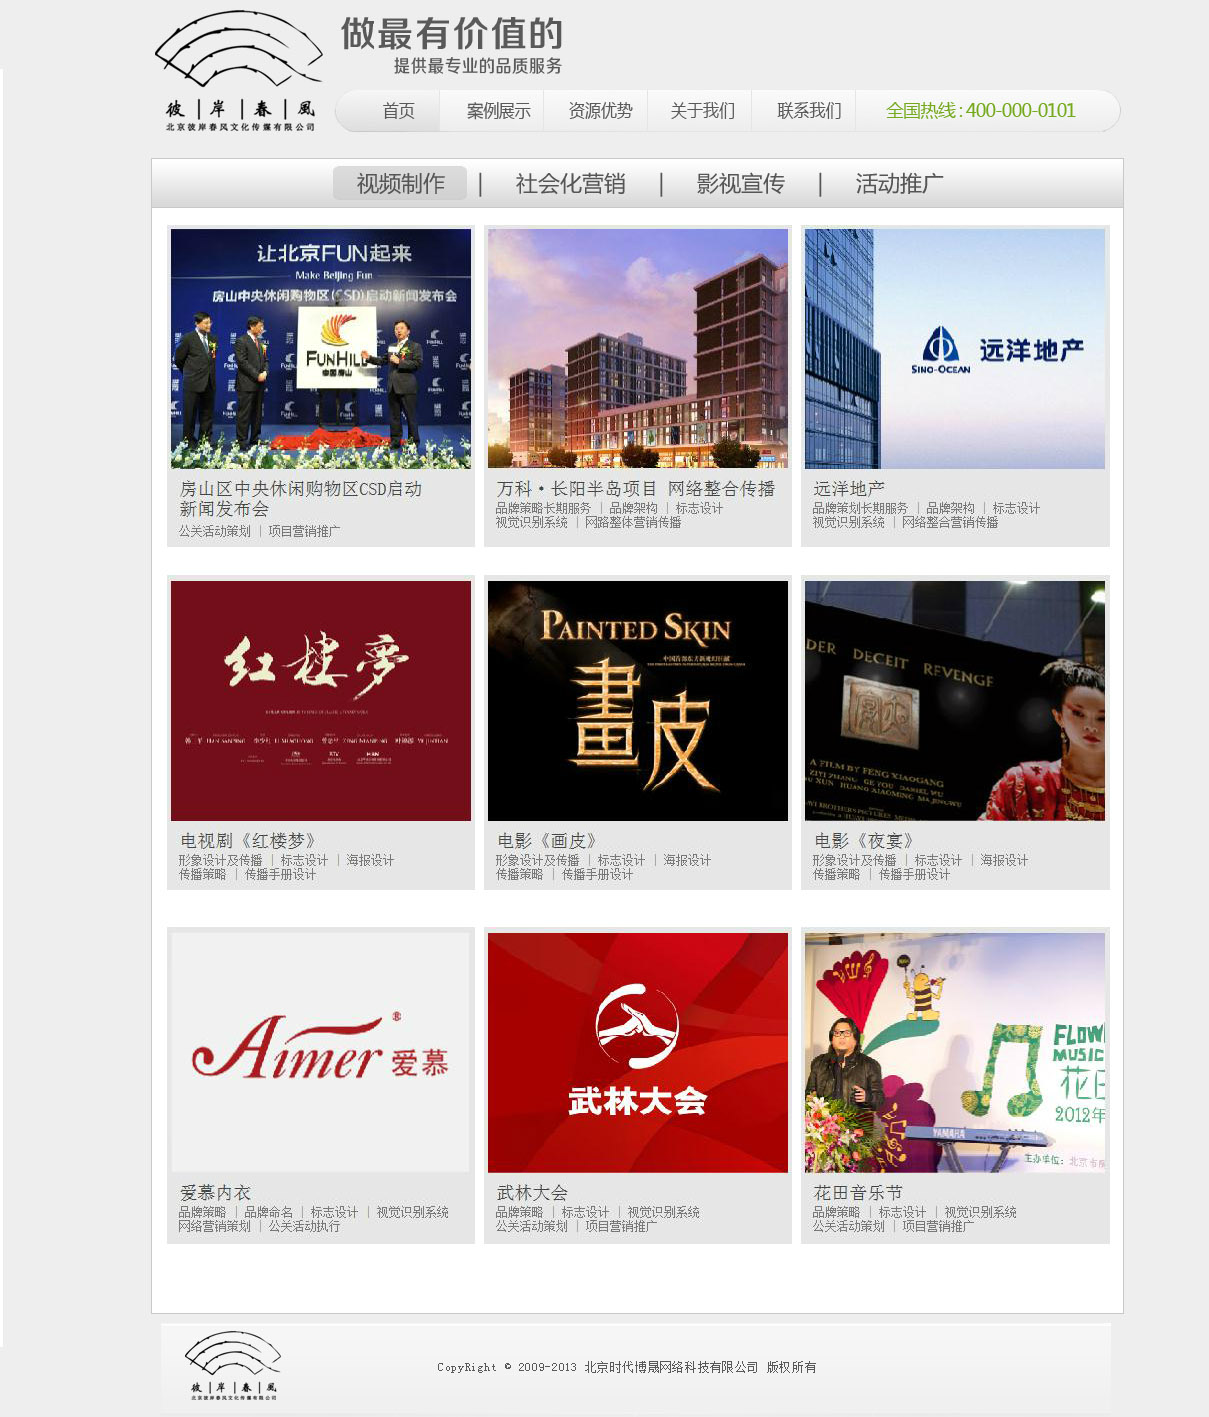 做最有价值的
提供最专业的品质服务
彼岸春風
北京彼岸春风文化传媒有限公司
首页 案例展示 资源优势 关于我们 联系我们 全国热线：400-000-0101
视频制作 | 社会化营销 | 影视宣传 | 活动推广
让北京FUN起来
Make Beijing Fun
房山中央休闲购物区(CSD)启动新闻发布会
FUNHILL
中国房山
SINO-OCEAN 远洋地产
房山区中央休闲购物区CSD启动
新闻发布会
公关活动策划 | 项目营销推广
万科·长阳半岛项目 网络整合传播
品牌策略长期服务 | 品牌架构 | 标志设计
视觉识别系统 | 网路整体营销传播
远洋地产
品牌策划长期服务 | 品牌架构 | 标志设计
视觉识别系统 | 网络整合营销传播
红楼夢
PAINTED SKIN
畫皮
DER DECEIT REVENGE
A FILM BY FENG XIAOGANG
ZIYI ZHANG GE YOU DANIEL WU
XUN HUANG XIAOMING MA JINGWU
电视剧《红楼梦》
形象设计及传播 | 标志设计 | 海报设计
传播策略 | 传播手册设计
电影《画皮》
形象设计及传播 | 标志设计 | 海报设计
传播策略 | 传播手册设计
电影《夜宴》
形象设计及传播 | 标志设计 | 海报设计
传播策略 | 传播手册设计
Aimer® 爱慕
武林大会
FLOW
MUSIC
花田
2012年
YAMAHA
主办单位：北京市
爱慕内衣
品牌策略 | 品牌命名 | 标志设计 | 视觉识别系统
网络营销策划 | 公关活动执行
武林大会
品牌策略 | 标志设计 | 视觉识别系统
公关活动策划 | 项目营销推广
花田音乐节
品牌策略 | 标志设计 | 视觉识别系统
公关活动策划 | 项目营销推广
彼岸春風
北京彼岸春风文化传媒有限公司
CopyRight © 2009-2013 北京时代博晟网络科技有限公司 版权所有